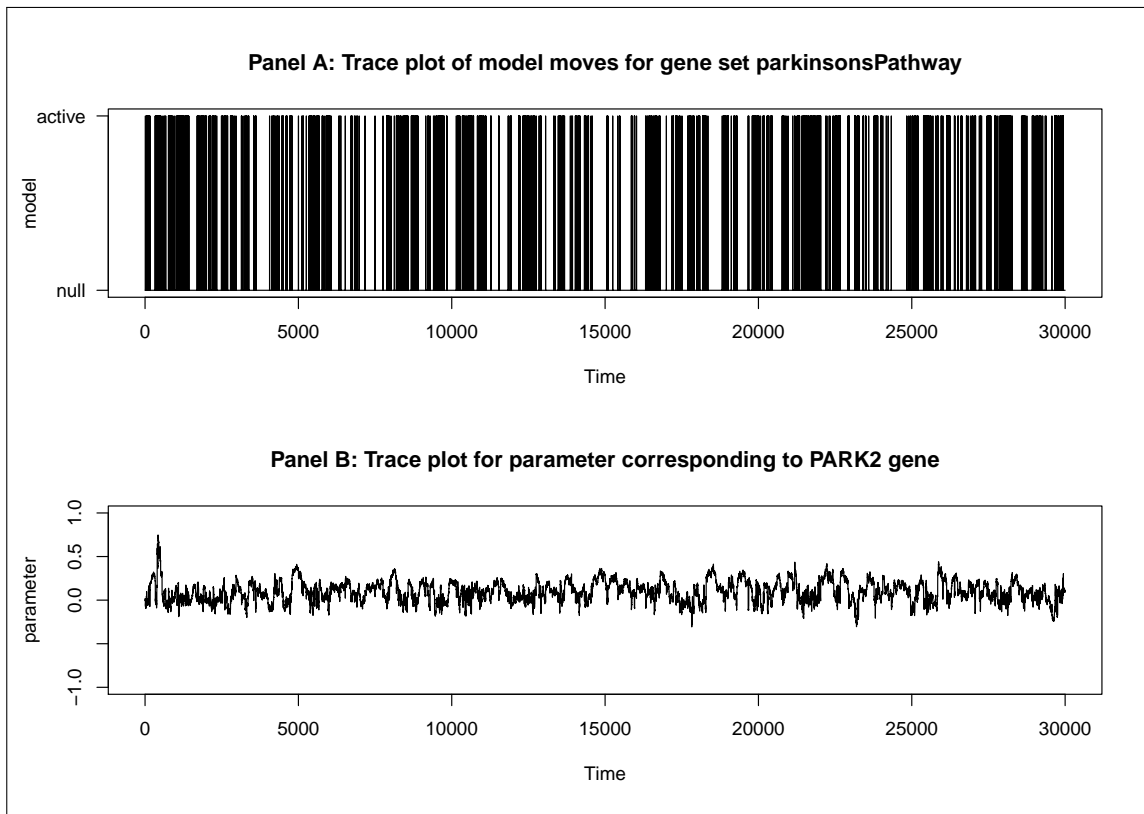 Panel A: Trace plot of model moves for gene set parkinsonsPathway
active
null
model
0 5000 10000 15000 20000 25000 30000
Time
Panel B: Trace plot for parameter corresponding to PARK2 gene
1.0
0.5
0.0
−1.0
parameter
0 5000 10000 15000 20000 25000 30000
Time